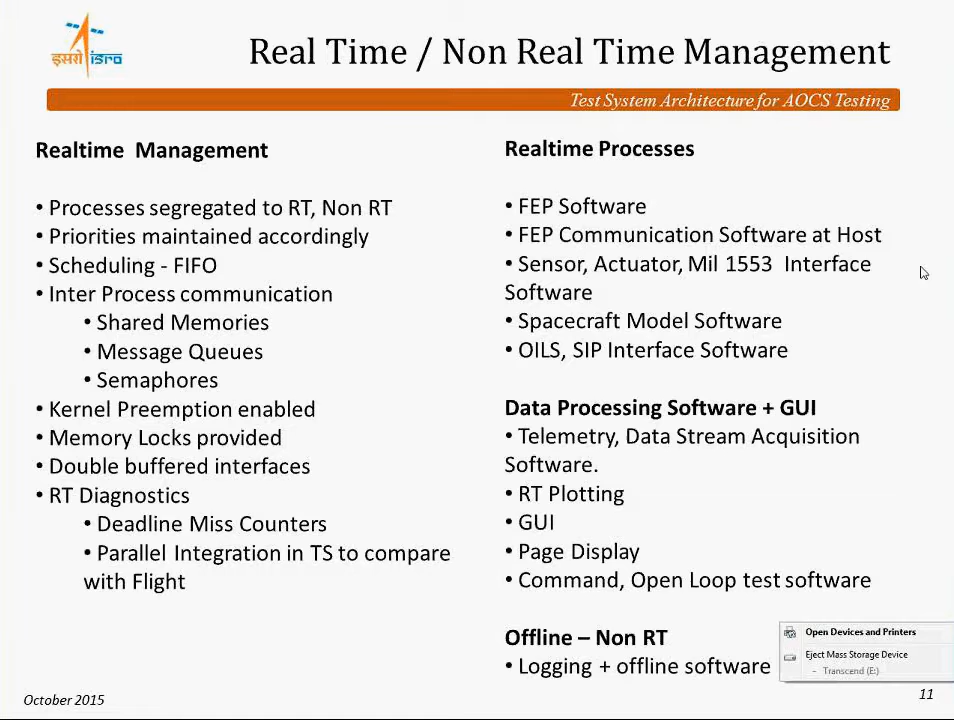 इसरो isro
Real Time / Non Real Time Management
Test System Architecture for AOCS Testing
Realtime Management
• Processes segregated to RT, Non RT
• Priorities maintained accordingly
• Scheduling - FIFO
• Inter Process communication
• Shared Memories
• Message Queues
• Semaphores
• Kernel Preemption enabled
• Memory Locks provided
• Double buffered interfaces
• RT Diagnostics
• Deadline Miss Counters
• Parallel Integration in TS to compare
with Flight
Realtime Processes
• FEP Software
• FEP Communication Software at Host
• Sensor, Actuator, Mil 1553 Interface
Software
• Spacecraft Model Software
• OILS, SIP Interface Software
Data Processing Software + GUI
• Telemetry, Data Stream Acquisition
Software.
• RT Plotting
• GUI
• Page Display
• Command, Open Loop test software
Offline – Non RT
• Logging + offline software
Open Devices and Printers
Eject Mass Storage Device
- Transcend (E:)
October 2015
11